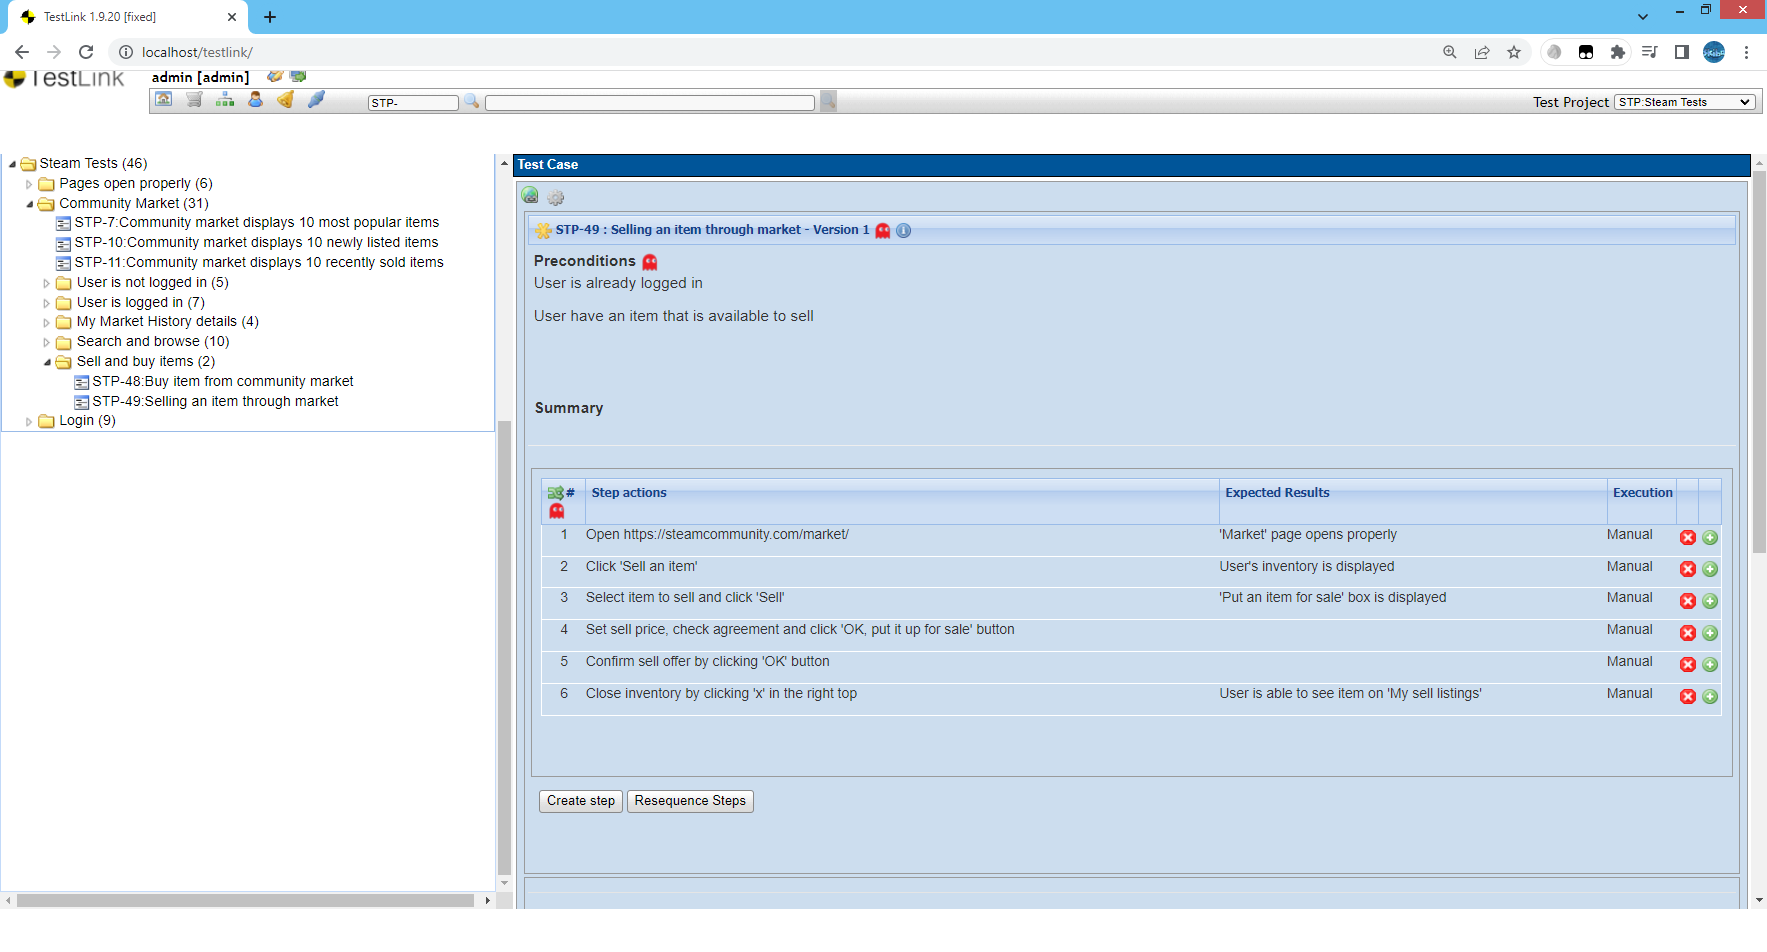 TestLink 1.9.20 [fixed]
localhost/testlink/
TestLink
admin [admin]
STP-
Test Project
STP:Steam Tests
Steam Tests (46)
Pages open properly (6)
Community Market (31)
STP-7:Community market displays 10 most popular items
STP-10:Community market displays 10 newly listed items
STP-11:Community market displays 10 recently sold items
User is not logged in (5)
User is logged in (7)
My Market History details (4)
Search and browse (10)
Sell and buy items (2)
STP-48:Buy item from community market
STP-49:Selling an item through market
Login (9)
Test Case
STP-49 : Selling an item through market - Version 1
Preconditions
User is already logged in
User have an item that is available to sell
Summary
# Step actions Expected Results Execution
1 Open https://steamcommunity.com/market/ 'Market' page opens properly Manual
2 Click 'Sell an item' User's inventory is displayed Manual
3 Select item to sell and click 'Sell' 'Put an item for sale' box is displayed Manual
4 Set sell price, check agreement and click 'OK, put it up for sale' button Manual
5 Confirm sell offer by clicking 'OK' button Manual
6 Close inventory by clicking 'x' in the right top User is able to see item on 'My sell listings' Manual
Create step Resequence Steps